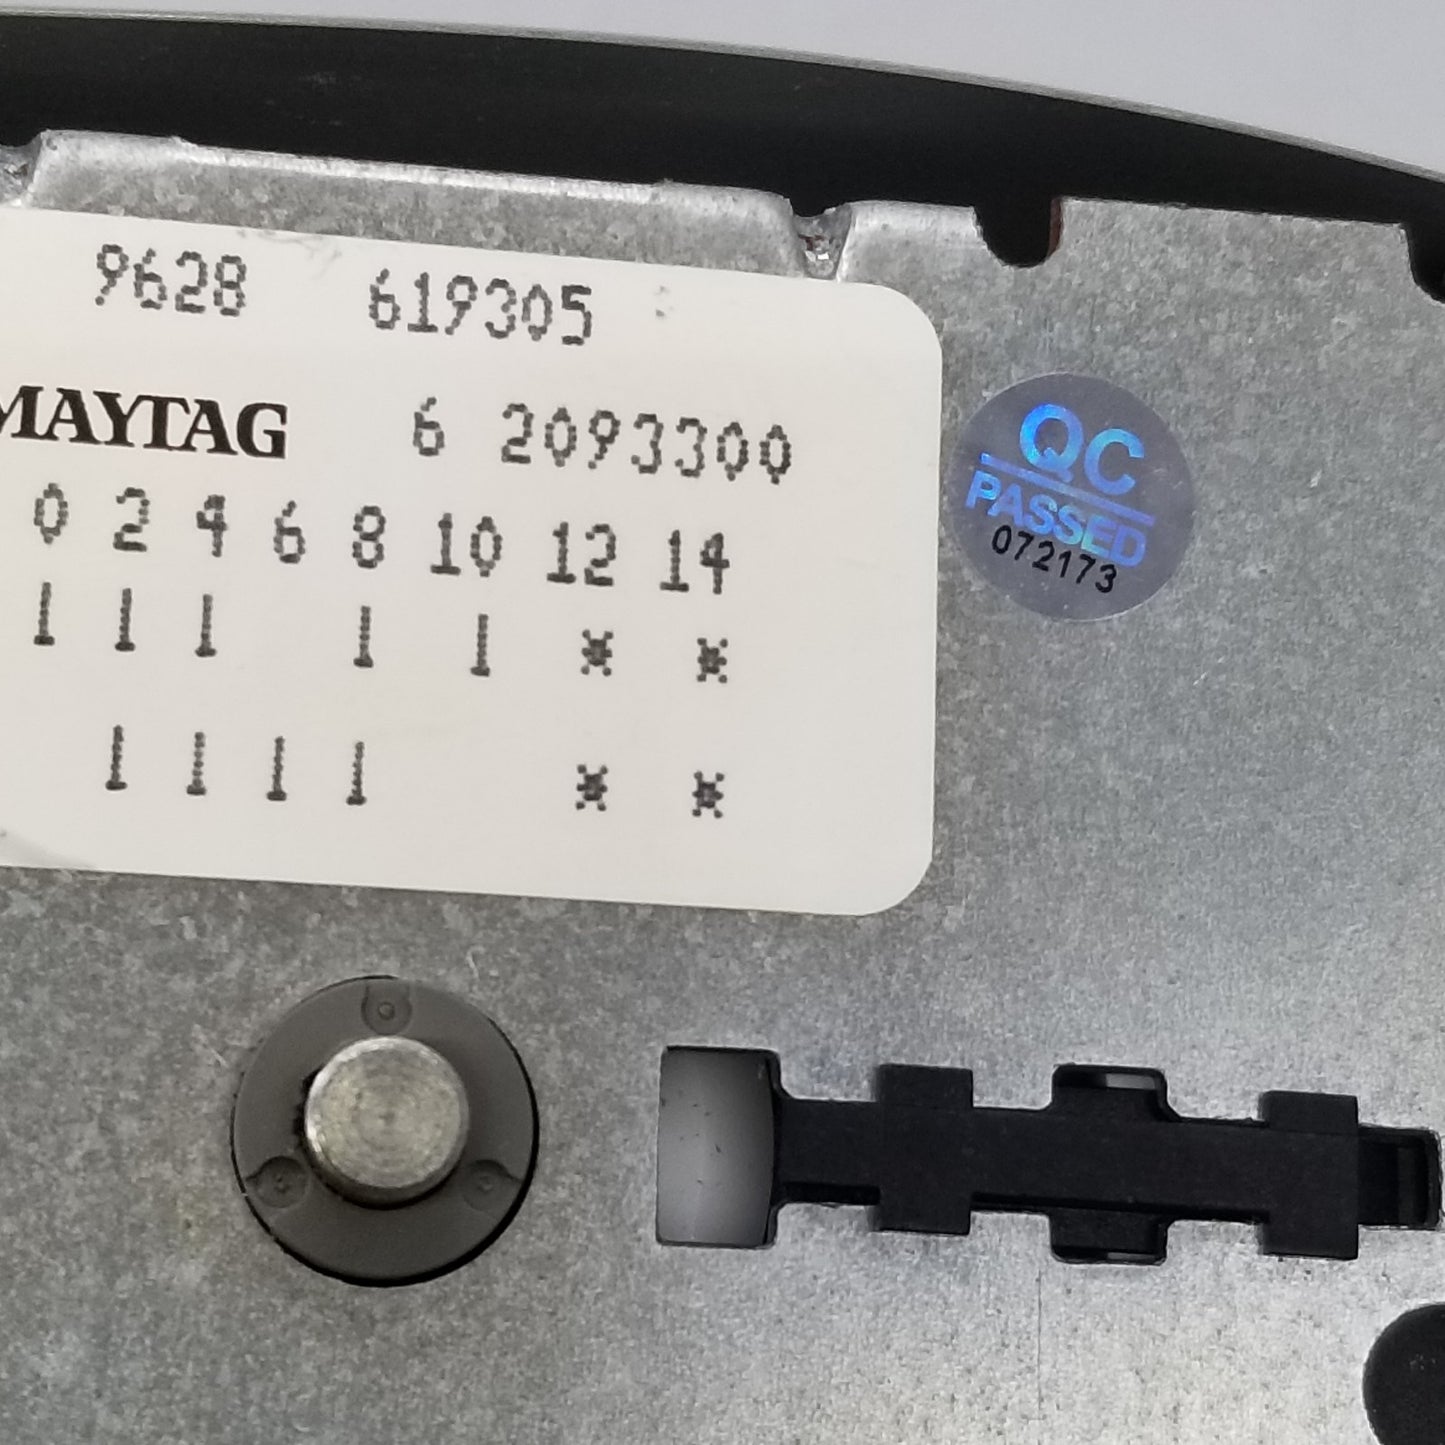 9628 619305
MAYTAG 6 2093300
0 2 4 6 8 10 12 14
| | | | | * *
| | | | * *
QC
PASSED
072173